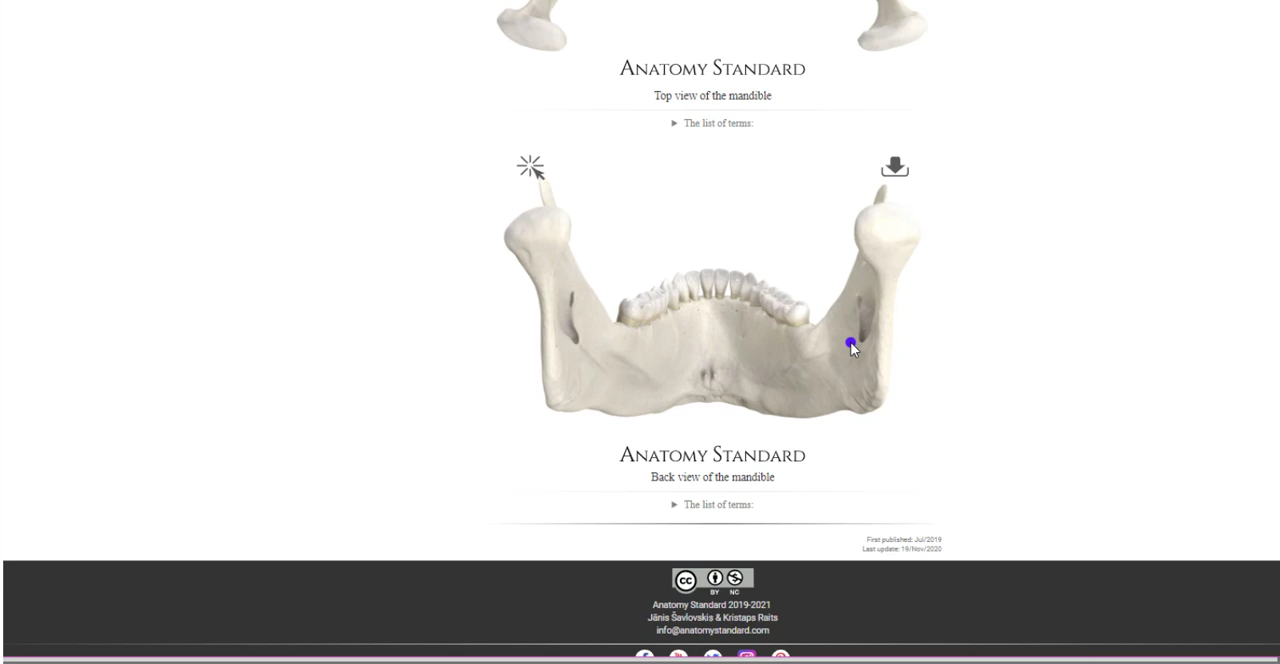 Anatomy Standard
Top view of the mandible
▶ The list of terms:
Anatomy Standard
Back view of the mandible
▶ The list of terms:
First published: Jul/2019
Last update: 19/Nov/2020
cc
BY NC
Anatomy Standard 2019-2021
Jānis Šavlovskis & Kristaps Raits
info@anatomystandard.com